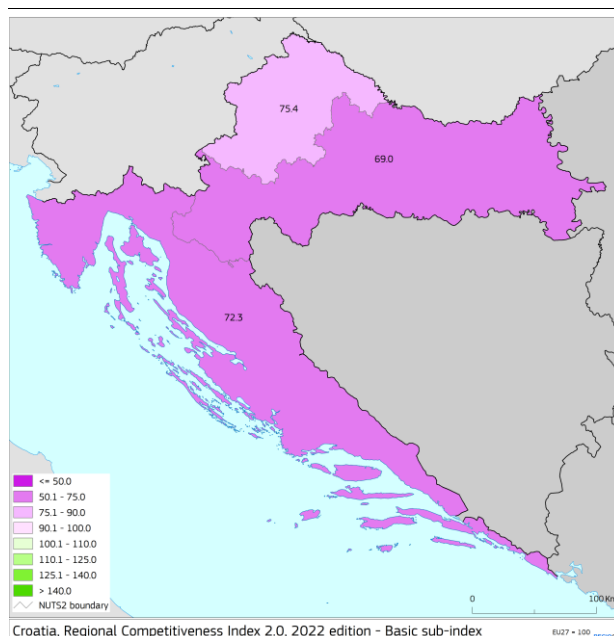 75.4
69.0
72.3
<= 50.0
50.1 - 75.0
75.1 - 90.0
90.1 - 100.0
100.1 - 110.0
110.1 - 125.0
125.1 - 140.0
> 140.0
NUTS2 boundary
0 100 Km
Croatia. Regional Competitiveness Index 2.0, 2022 edition - Basic sub-index
EU27 = 100